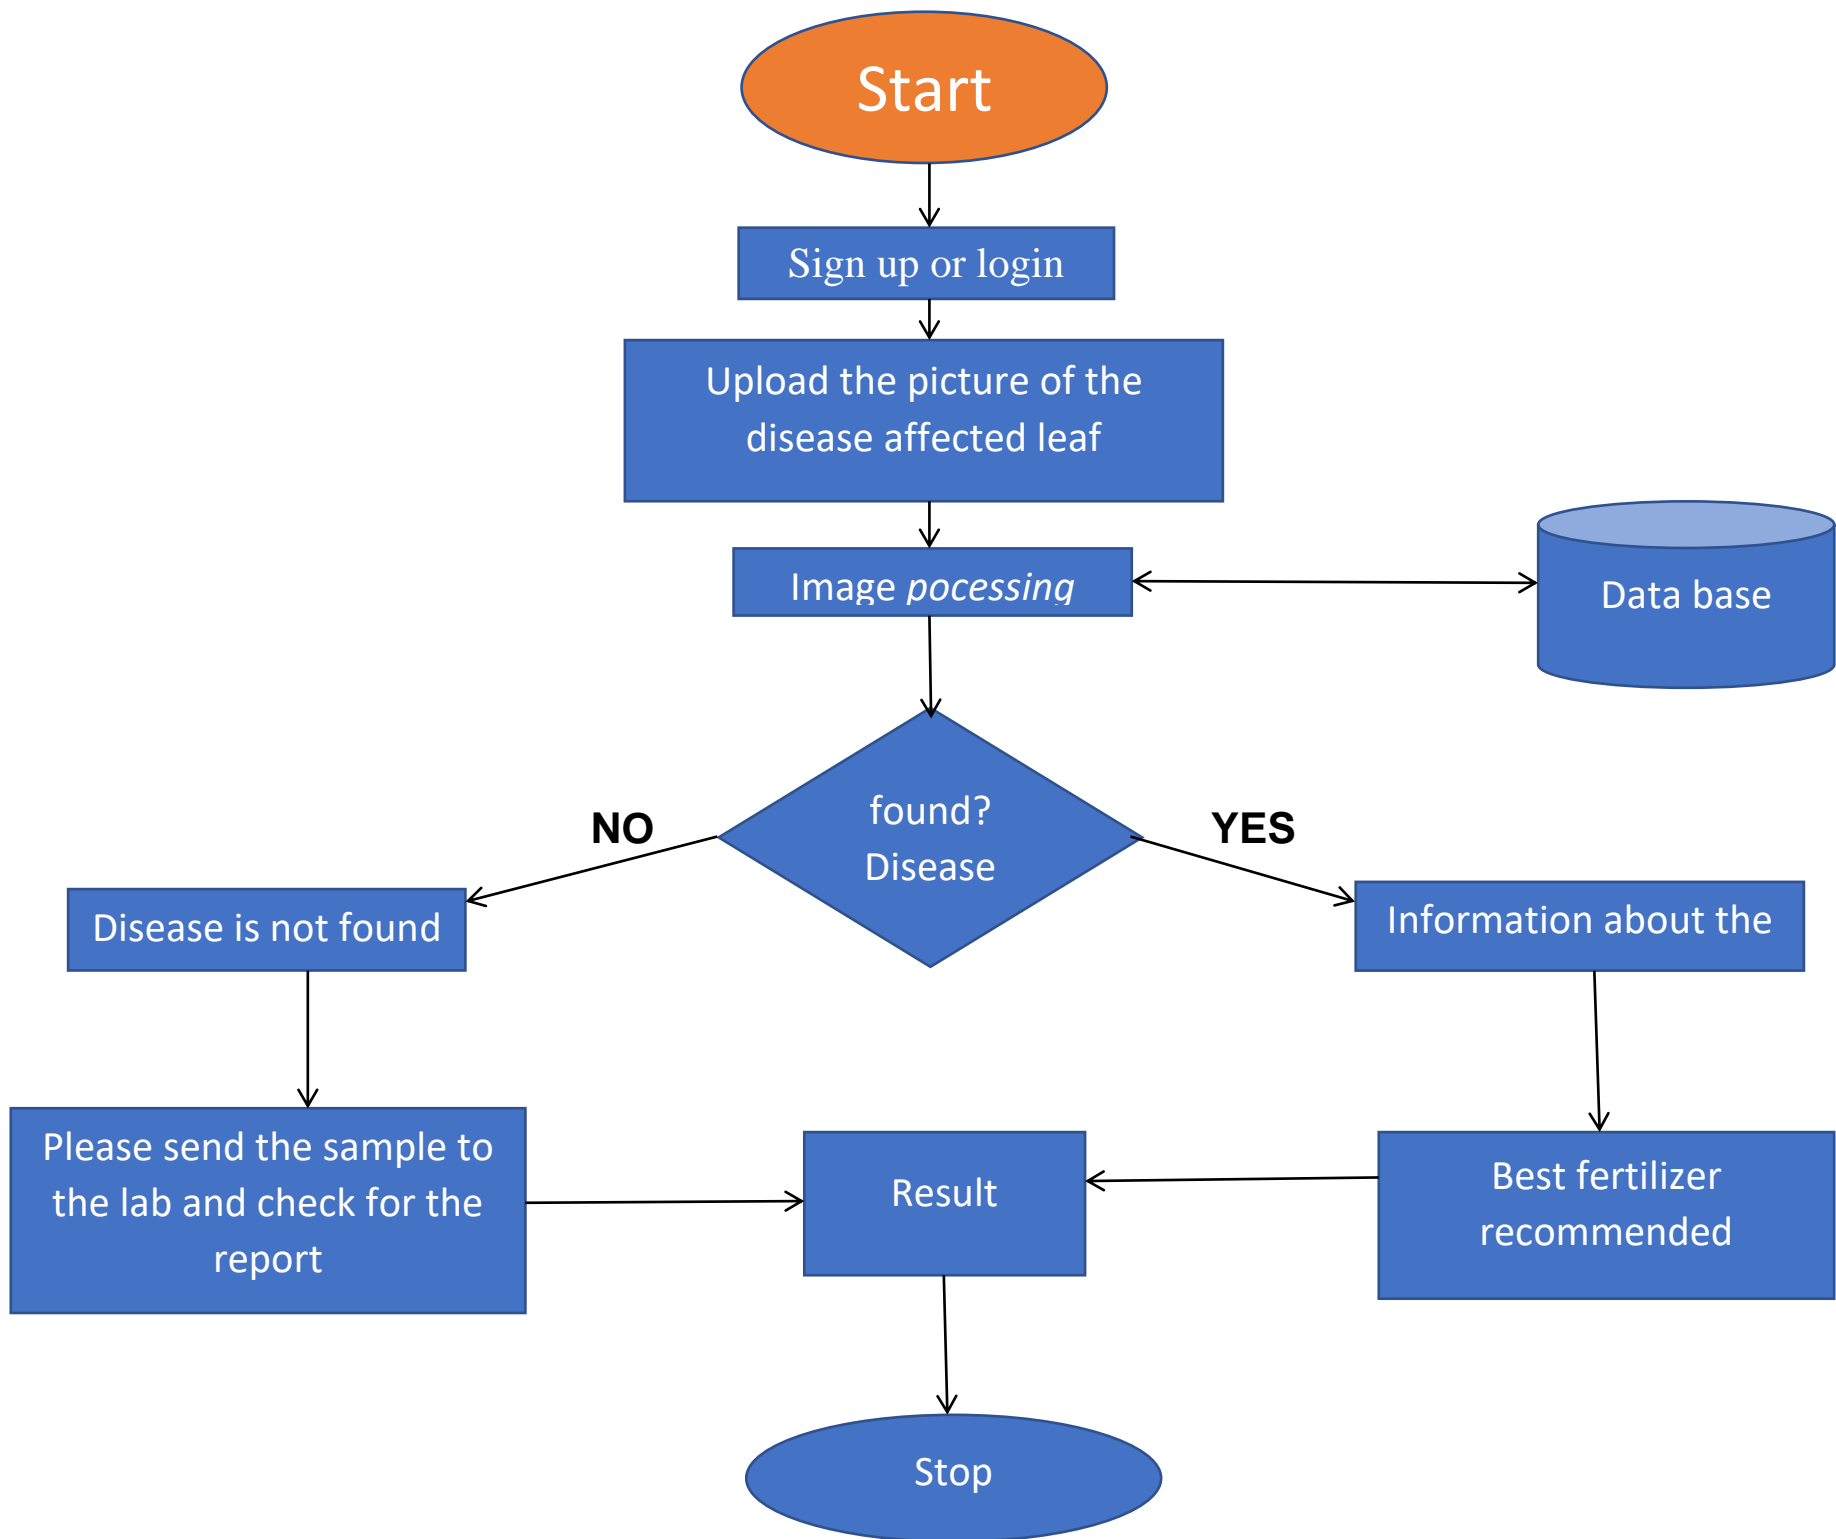 Start
Sign up or login
Upload the picture of the
disease affected leaf
Image pocessing
Data base
found?
Disease
NO
YES
Disease is not found
Information about the
Please send the sample to
the lab and check for the
report
Result
Best fertilizer
recommended
Stop